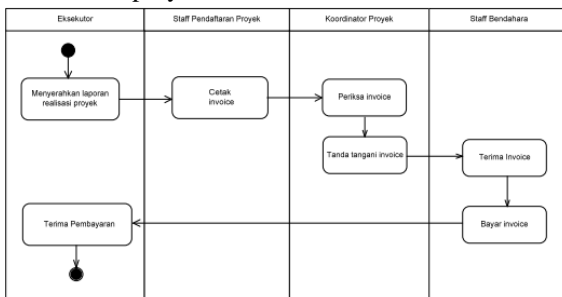 Eksekutor
Staff Pendaftaran Proyek
Koordinator Proyek
Staff Bendahara
Menyerahkan laporan
realisasi proyek
Cetak
invoice
Periksa invoice
Tanda tangani invoice
Terima Invoice
Terima Pembayaran
Bayar invoice